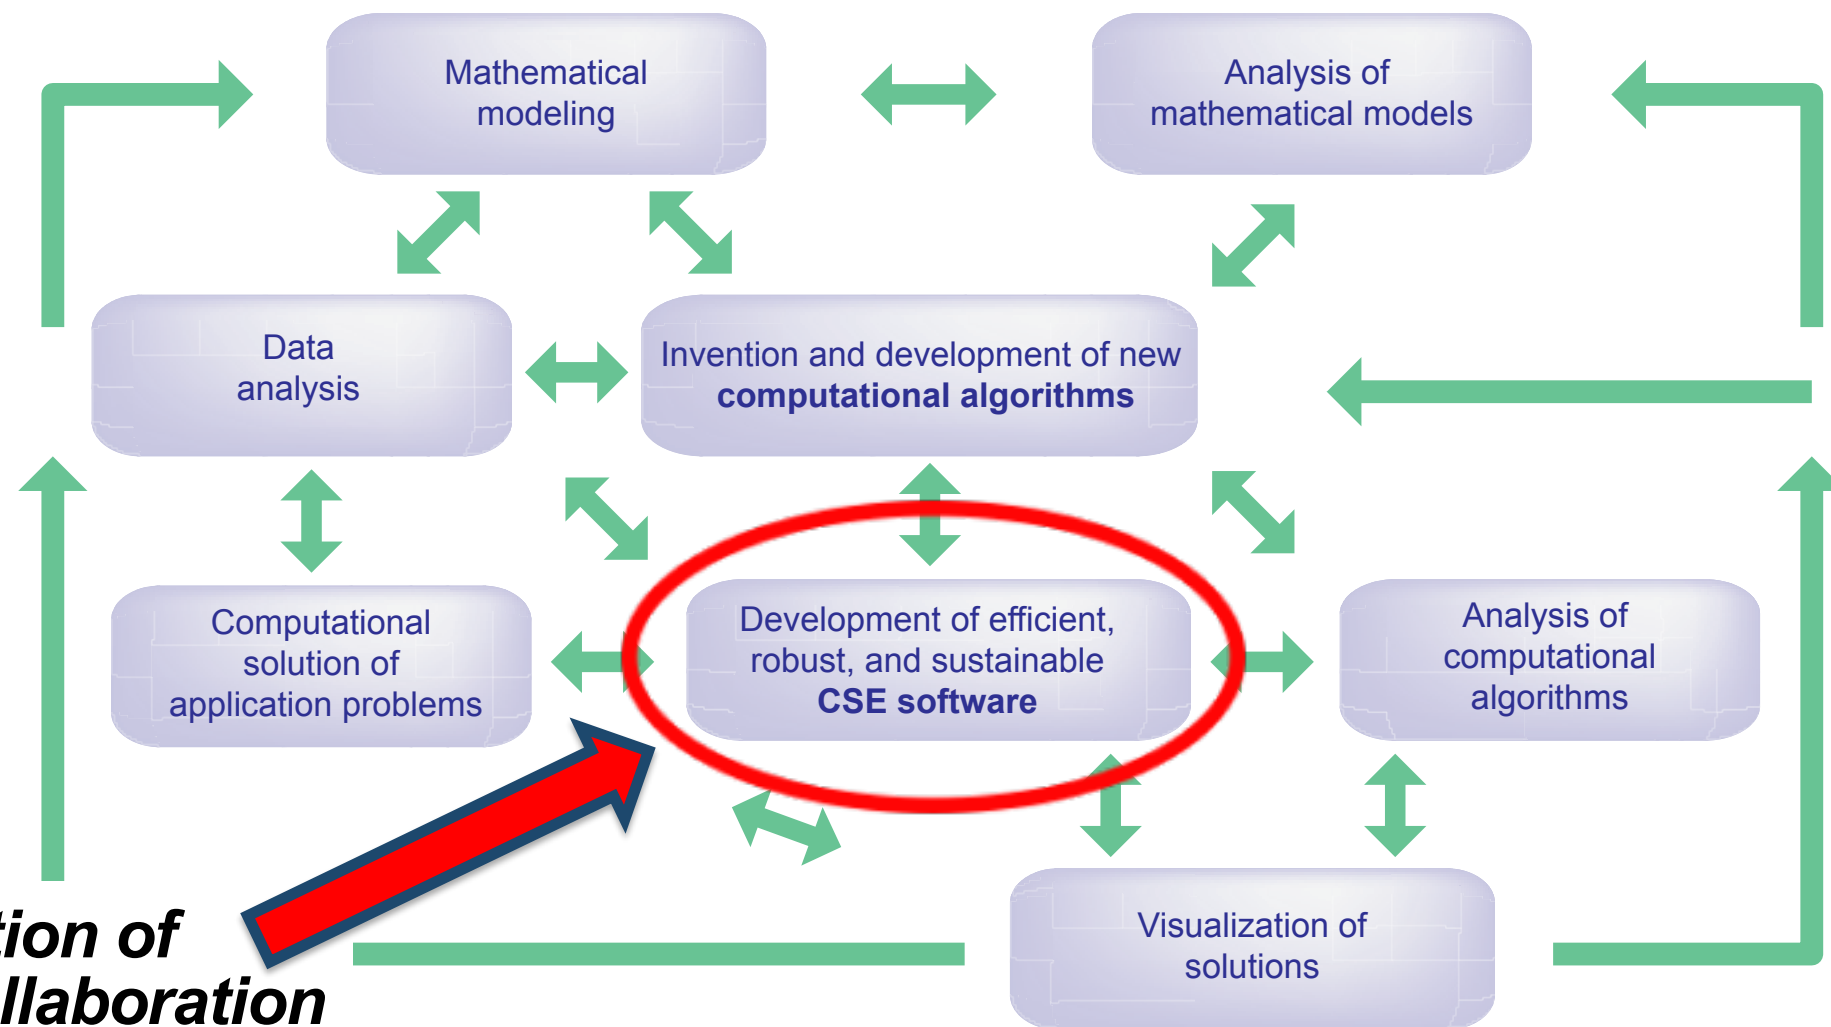 Mathematical
modeling
Analysis of
mathematical models
Data
analysis
Invention and development of new
computational algorithms
Computational
solution of
application problems
Development of efficient,
robust, and sustainable
CSE software
Analysis of
computational
algorithms
Visualization of
solutions
tion of
llaboration